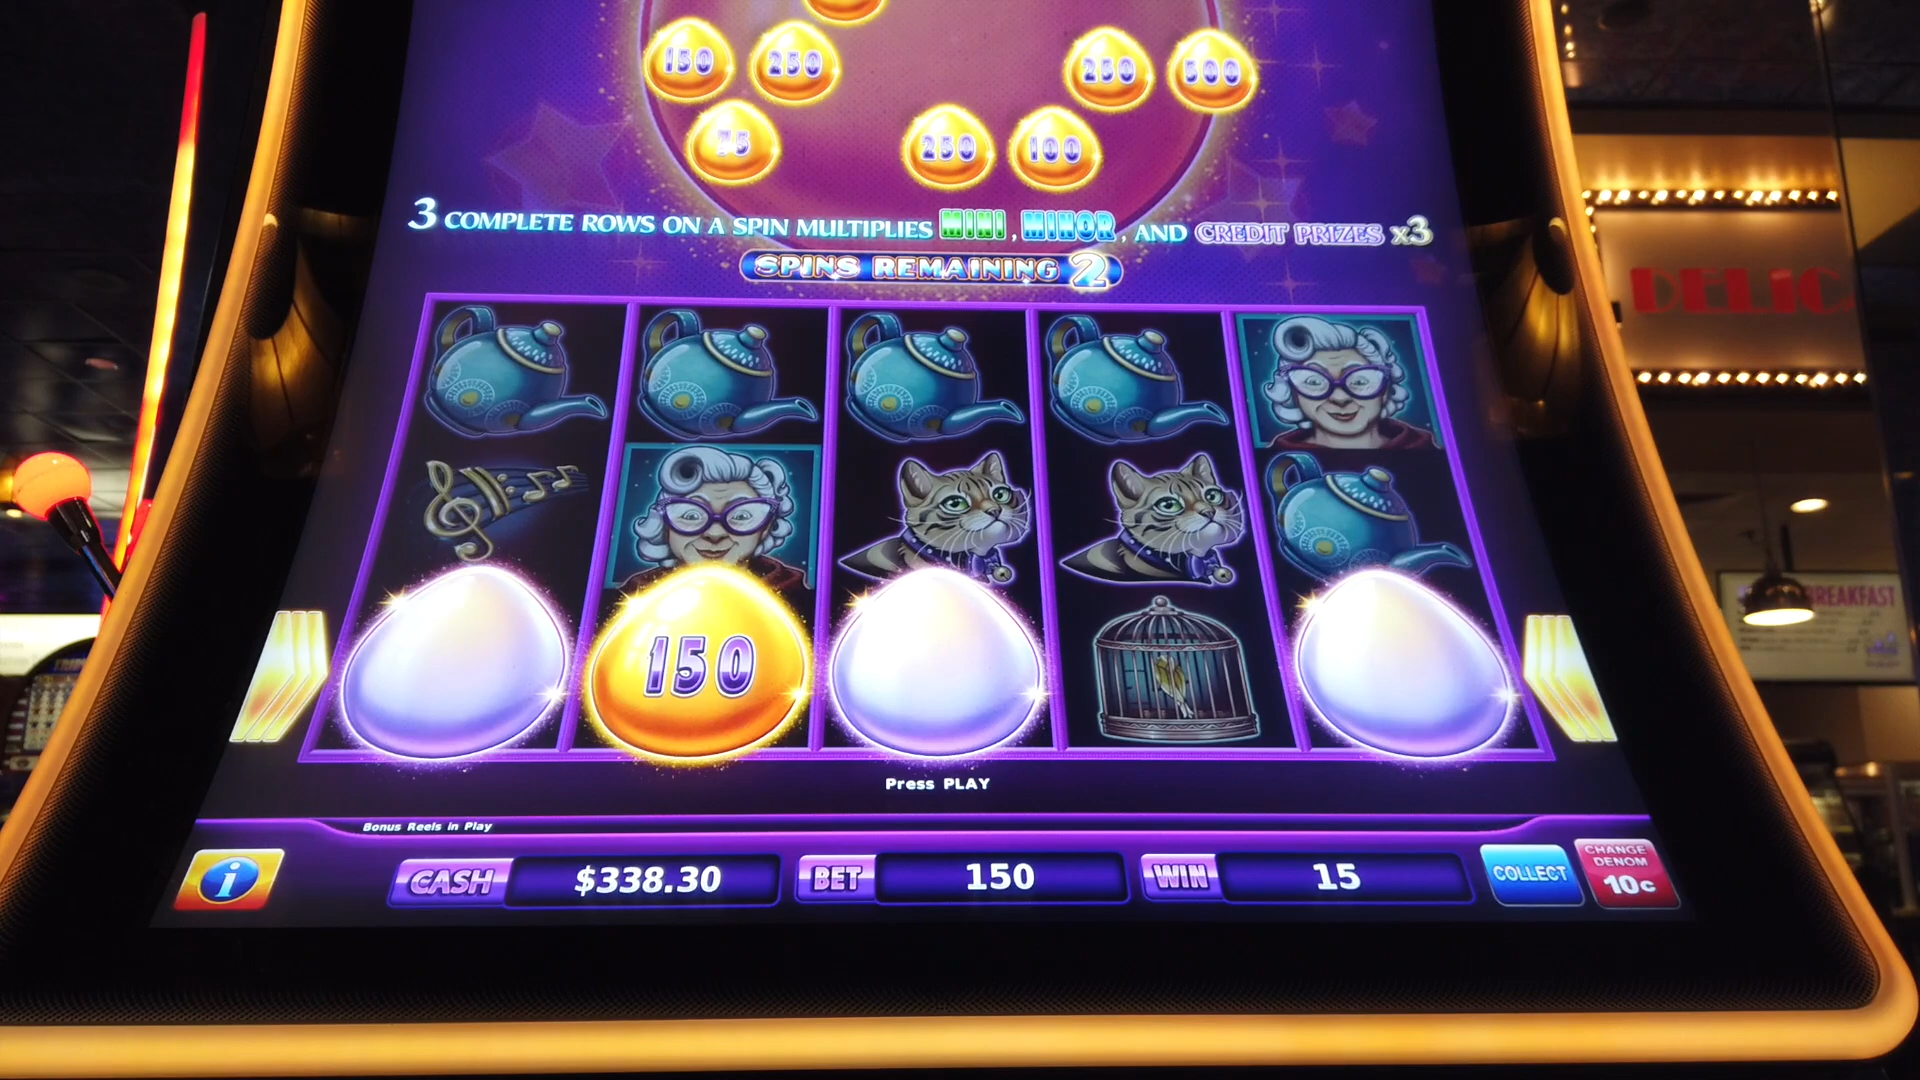 150 250 250 500
75 250 100
3 COMPLETE ROWS ON A SPIN MULTIPLIES MINI, MINOR, AND CREDIT PRIZES x3
SPINS REMAINING 2
DELIC
BREAKFAST
150
Press PLAY
Bonus Reels in Play
i CASH $338.30 BET 150 WIN 15 COLLECT
CHANGE
DENOM
10¢